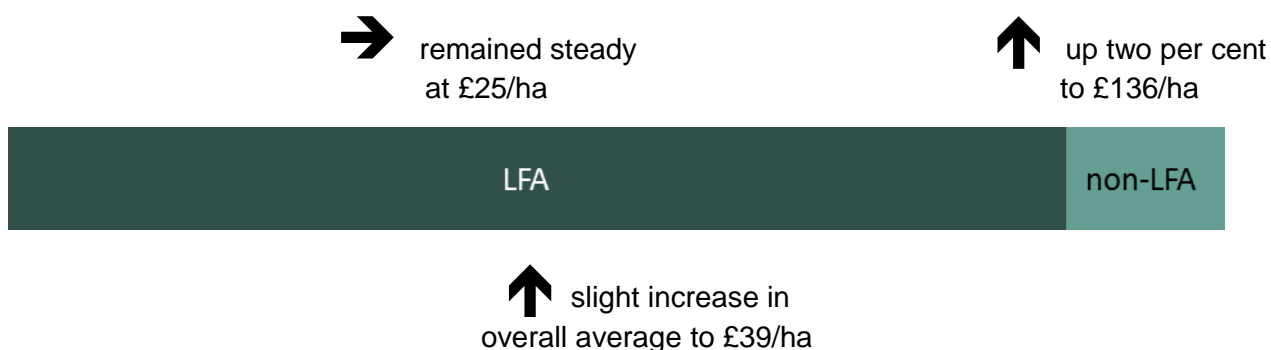 remained steady
at £25/ha
up two per cent
to £136/ha
LFA
non-LFA
slight increase in
overall average to £39/ha